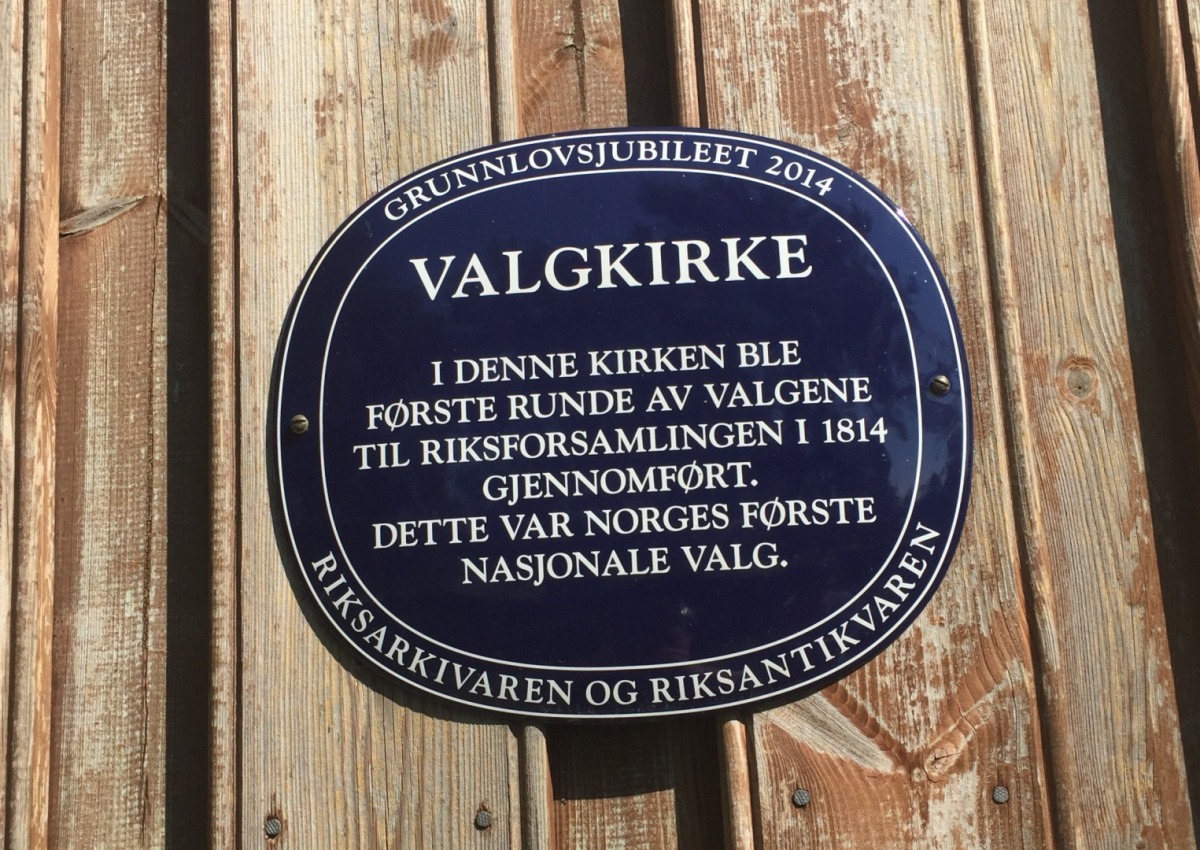 GRUNNLOVSJUBILEET 2014
VALGKIRKE
I DENNE KIRKEN BLE
FØRSTE RUNDE AV VALGENE
TIL RIKSFORSAMLINGEN I 1814
GJENNOMFØRT.
DETTE VAR NORGES FØRSTE
NASJONALE VALG.
RIKSARKIVAREN OG RIKSANTIKVAREN